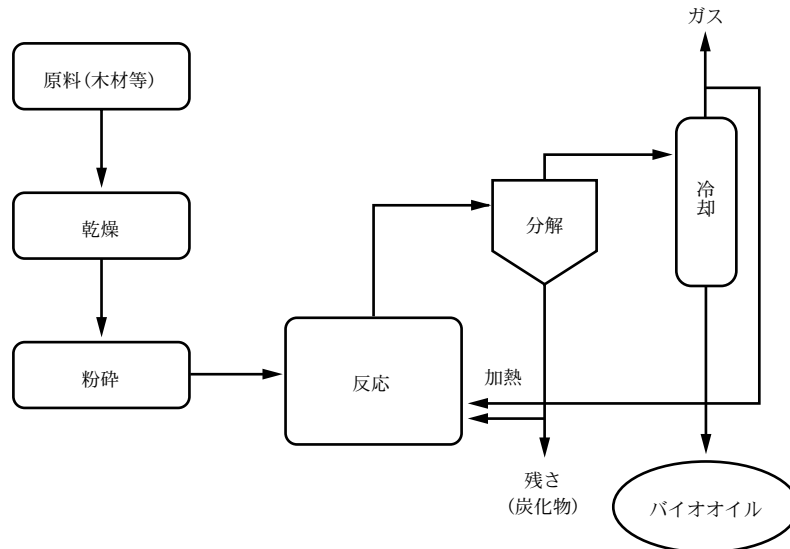 ガス
原料(木材等)
冷却
分解
乾燥
加熱
粉砕
反応
残さ
(炭化物)
バイオオイル